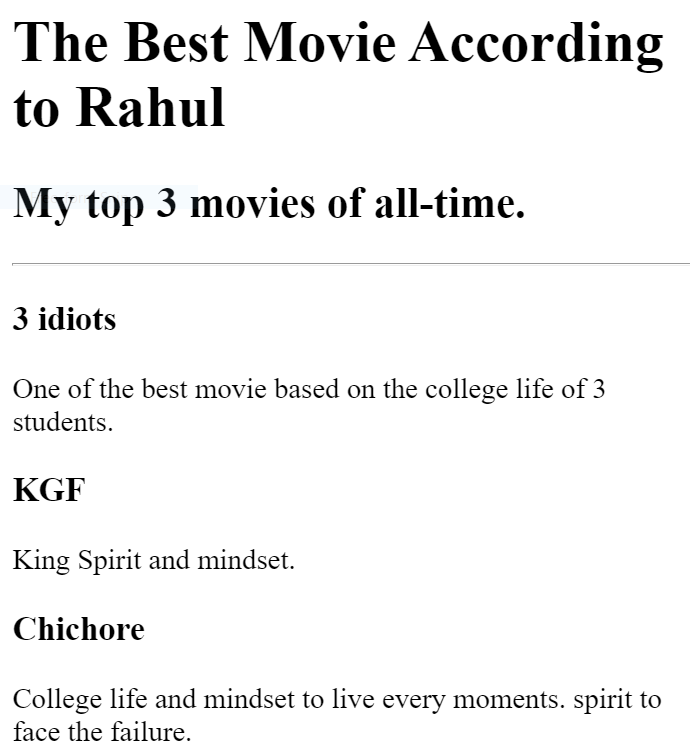 The Best Movie According
to Rahul
My top 3 movies of all-time.
3 idiots
One of the best movie based on the college life of 3
students.
KGF
King Spirit and mindset.
Chichore
College life and mindset to live every moments. spirit to
face the failure.